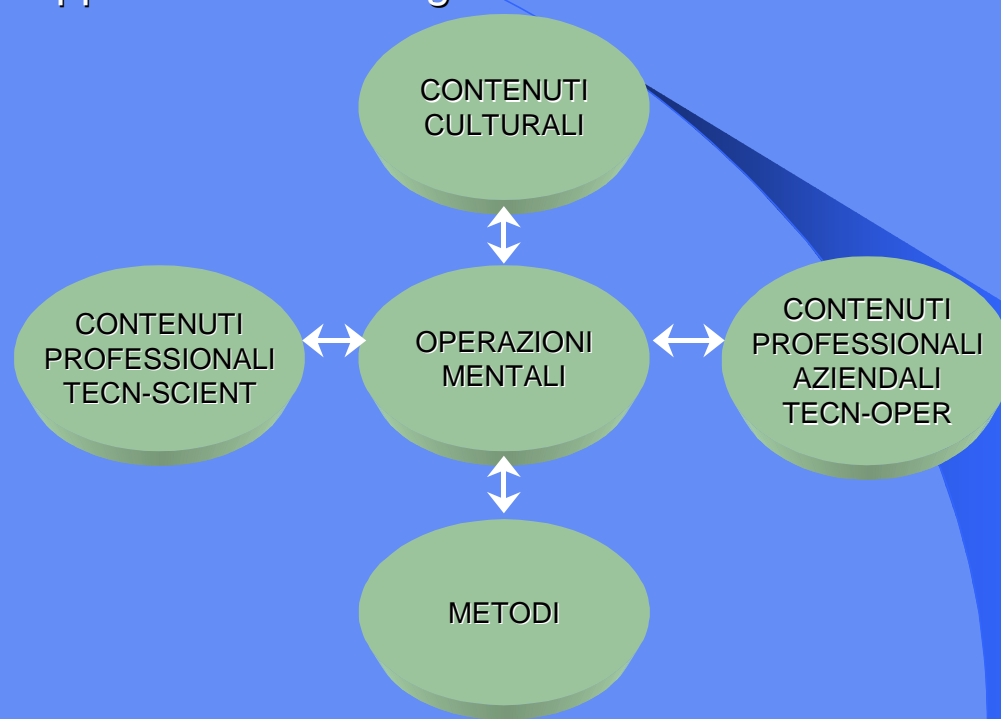 CONTENUTI
CULTURALI
CONTENUTI
PROFESSIONALI
TECN-SCIENT
OPERAZIONI
MENTALI
CONTENUTI
PROFESSIONALI
AZIENDALI
TECN-OPER
METODI